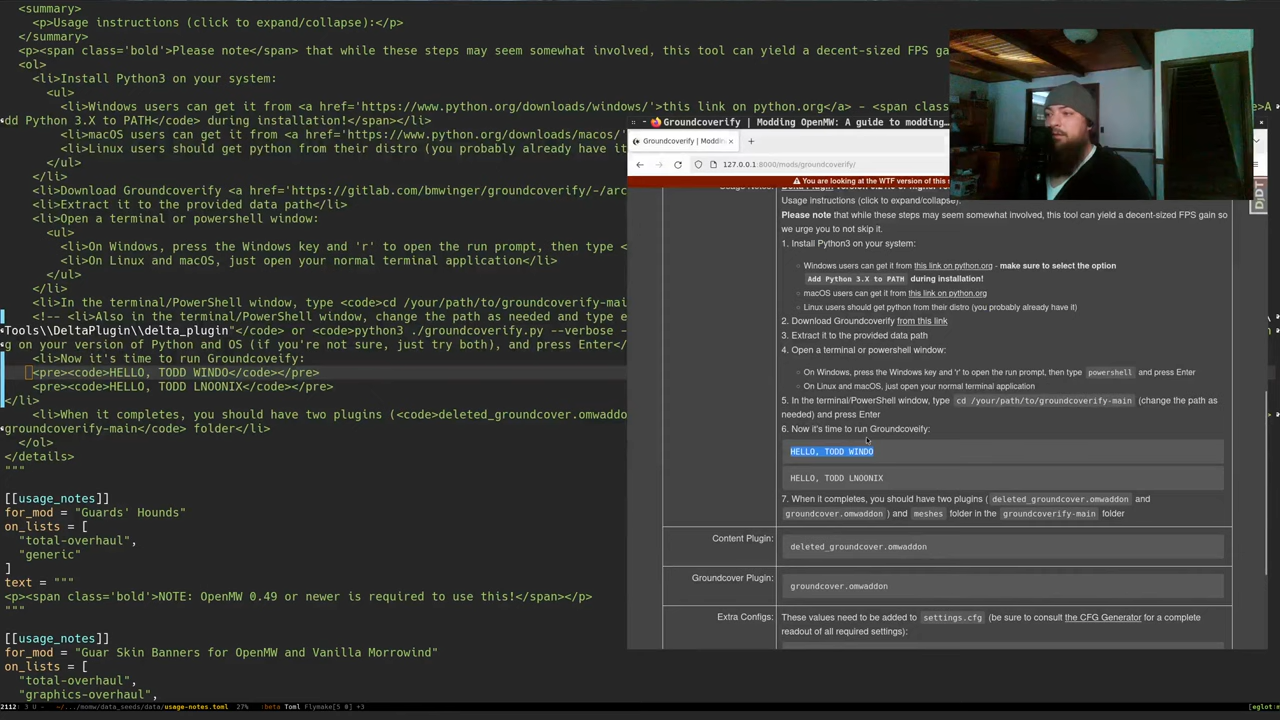 <summary>
<p>Usage instructions (click to expand/collapse):</p>
</summary>
<p><span class='bold'>Please note</span> that while these steps may seem somewhat involved, this tool can yield a decent-sized FPS ga
<ol>
<li>Install Python3 on your system:
<ul>
<li>Windows users can get it from <a href='https://www.python.org/downloads/windows/'>this link on python.org</a> - <span clas
dd Python 3.X to PATH</code> during installation!</span></li>
<li>macOS users can get it from <a href='https://www.python.org/downloads/macos/'
<li>Linux users should get python from their distro (you probably already have it
</ul>
</li>
<li>Download Groundcoverify <a href='https://gitlab.com/bmwinger/groundcoverify/-/arc
<li>Extract it to the provided data path</li>
<li>Open a terminal or powershell window:
<ul>
<li>On Windows, press the Windows key and 'r' to open the run prompt, then type <
<li>On Linux and macOS, just open your normal terminal application</li>
</ul>
</li>
<li>In the terminal/PowerShell window, type <code>cd /your/path/to/groundcoverify-mai
<!-- <li>In the terminal/PowerShell window, change the path as needed) and press Ente
Tools\\DeltaPlugin\\delta_plugin"</code> or <code>python3 ./groundcoverify.py --verbose -
g on your version of Python and OS (if you're not sure, just try both), and press Enter</
<li>Now it's time to run Groundcoveify:
<pre><code>HELLO, TODD WINDO</code></pre>
<pre><code>HELLO, TODD LNOONIX</code></pre>
</li>
<li>When it completes, you should have two plugins (<code>deleted_groundcover.omwaddo
groundcoverify-main</code> folder</li>
</ol>
</details>
"""
[[usage_notes]]
for_mod = "Guards' Hounds"
on_lists = [
"total-overhaul",
"generic"
]
text = """
<p><span class='bold'>NOTE: OpenMW 0.49 or newer is required to use this!</span></p>
"""
[[usage_notes]]
for_mod = "Guar Skin Banners for OpenMW and Vanilla Morrowind"
on_lists = [
"total-overhaul",
"graphics-overhaul",
2112: 3 U- ~/.../momw/data_seeds/data/usage-notes.toml 27% :beta Toml Flymake[5 0] +3
[eglot:m
Groundcoverify | Modding OpenMW: A guide to modding…
Groundcoverify | Moddin
127.0.0.1:8000/mods/groundcoverify/
You are looking at the WTF version of this
DjDT
Usage instructions (click to expand/collapse):
Please note that while these steps may seem somewhat involved, this tool can yield a decent-sized FPS gain so
we urge you to not skip it.
1. Install Python3 on your system:
Windows users can get it from this link on python.org - make sure to select the option
Add Python 3.X to PATH during installation!
macOS users can get it from this link on python.org
Linux users should get python from their distro (you probably already have it)
2. Download Groundcoverify from this link
3. Extract it to the provided data path
4. Open a terminal or powershell window:
On Windows, press the Windows key and 'r' to open the run prompt, then type powershell and press Enter
On Linux and macOS, just open your normal terminal application
5. In the terminal/PowerShell window, type cd /your/path/to/groundcoverify-main (change the path as
needed) and press Enter
6. Now it's time to run Groundcoveify:
HELLO, TODD WINDO
HELLO, TODD LNOONIX
7. When it completes, you should have two plugins ( deleted_groundcover.omwaddon and
groundcover.omwaddon ) and meshes folder in the groundcoverify-main folder
Content Plugin:
deleted_groundcover.omwaddon
Groundcover Plugin:
groundcover.omwaddon
Extra Configs:
These values need to be added to settings.cfg (be sure to consult the CFG Generator for a complete
readout of all required settings):